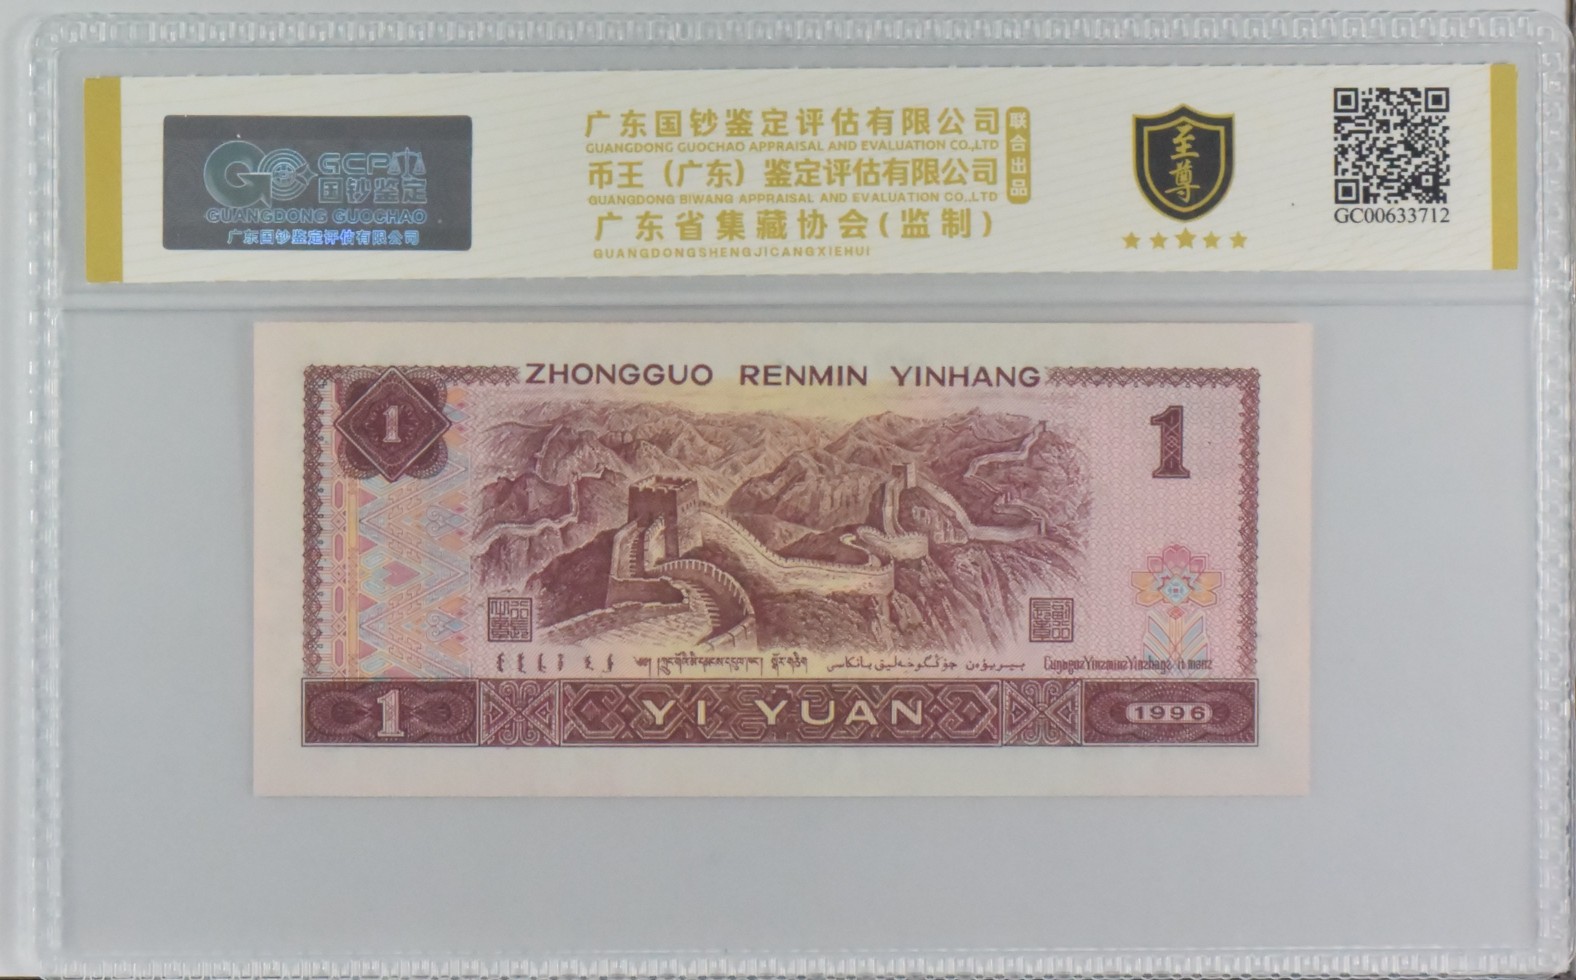 GCP
国钞鉴定
GUANGDONG GUOCHAO
广东国钞鉴定评估有限公司
广东国钞鉴定评估有限公司
GUANGDONG GUOCHAO APPRAISAL AND EVALUATION CO.,LTD
币王（广东）鉴定评估有限公司
GUANGDONG BIWANG APPRAISAL AND EVALUATION CO.,LTD
联合出品
广东省集藏协会(监制)
GUANGDONGSHENGJICANGXIEHUI
至尊
GC00633712
ZHONGGUO RENMIN YINHANG
1
1
1
YI YUAN
1996